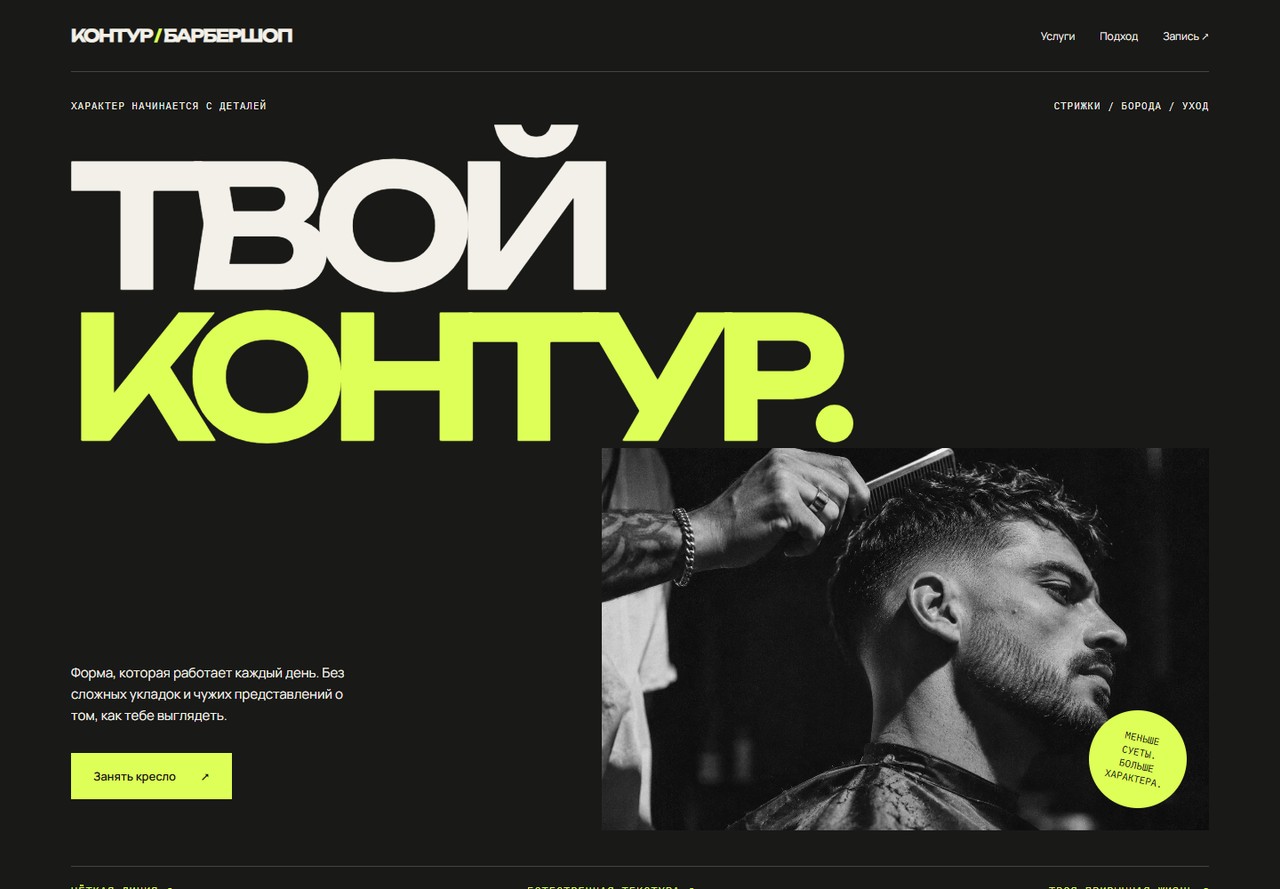 КОНТУР/БАРБЕРШОП
Услуги Подход Запись ↗
ХАРАКТЕР НАЧИНАЕТСЯ С ДЕТАЛЕЙ
СТРИЖКИ / БОРОДА / УХОД
ТВОЙ
КОНТУР.
Форма, которая работает каждый день. Без
сложных укладок и чужих представлений о
том, как тебе выглядеть.
Занять кресло ↗
МЕНЬШЕ
СУЕТЫ.
БОЛЬШЕ
ХАРАКТЕРА.